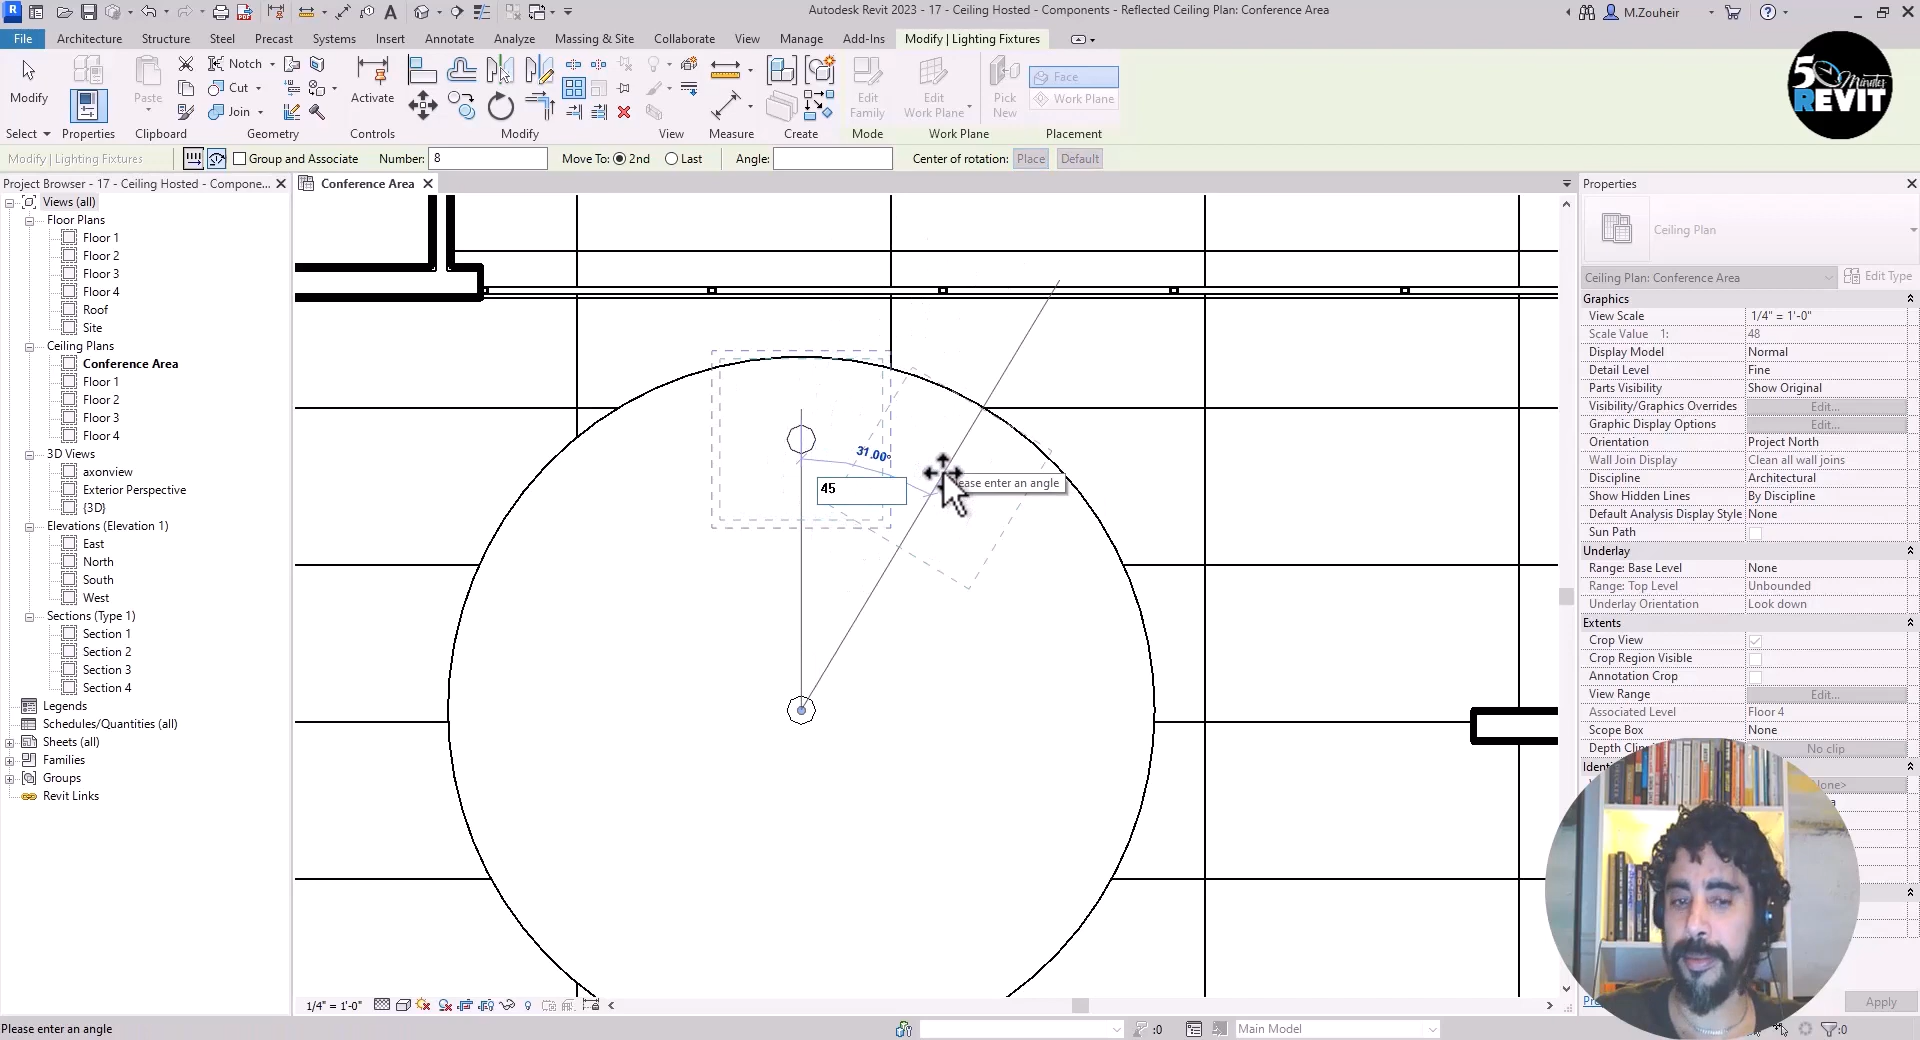 Autodesk Revit 2023 - 17 - Ceiling Hosted - Components - Reflected Ceiling Plan: Conference Area
M.Zouheir
File Architecture Structure Steel Precast Systems Insert Annotate Analyze Massing & Site Collaborate View Manage Add-Ins Modify | Lighting Fixtures
Modify
Paste
Notch
Cut
Join
Activate
Edit Family
Edit Work Plane
Pick New
Face
Work Plane
Select Properties Clipboard Geometry Controls Modify View Measure Create Mode Work Plane Placement
5 Minutes
REVIT
Modify | Lighting Fixtures Group and Associate Number: 8 Move To: 2nd Last Angle: Center of rotation: Place Default
Project Browser - 17 - Ceiling Hosted - Compone...
Views (all)
Floor Plans
Floor 1
Floor 2
Floor 3
Floor 4
Roof
Site
Ceiling Plans
Conference Area
Floor 1
Floor 2
Floor 3
Floor 4
3D Views
axonview
Exterior Perspective
{3D}
Elevations (Elevation 1)
East
North
South
West
Sections (Type 1)
Section 1
Section 2
Section 3
Section 4
Legends
Schedules/Quantities (all)
Sheets (all)
Families
Groups
Revit Links
Conference Area
31.00°
45
ease enter an angle
1/4" = 1'-0"
Properties
Ceiling Plan
Ceiling Plan: Conference Area Edit Type
Graphics
View Scale 1/4" = 1'-0"
Scale Value 1: 48
Display Model Normal
Detail Level Fine
Parts Visibility Show Original
Visibility/Graphics Overrides Edit...
Graphic Display Options Edit...
Orientation Project North
Wall Join Display Clean all wall joins
Discipline Architectural
Show Hidden Lines By Discipline
Default Analysis Display Style None
Sun Path
Underlay
Range: Base Level None
Range: Top Level Unbounded
Underlay Orientation Look down
Extents
Crop View
Crop Region Visible
Annotation Crop
View Range Edit...
Associated Level Floor 4
Scope Box None
Depth Clip No clip
Identi
one>
Apply
Please enter an angle
:0
Main Model
:0